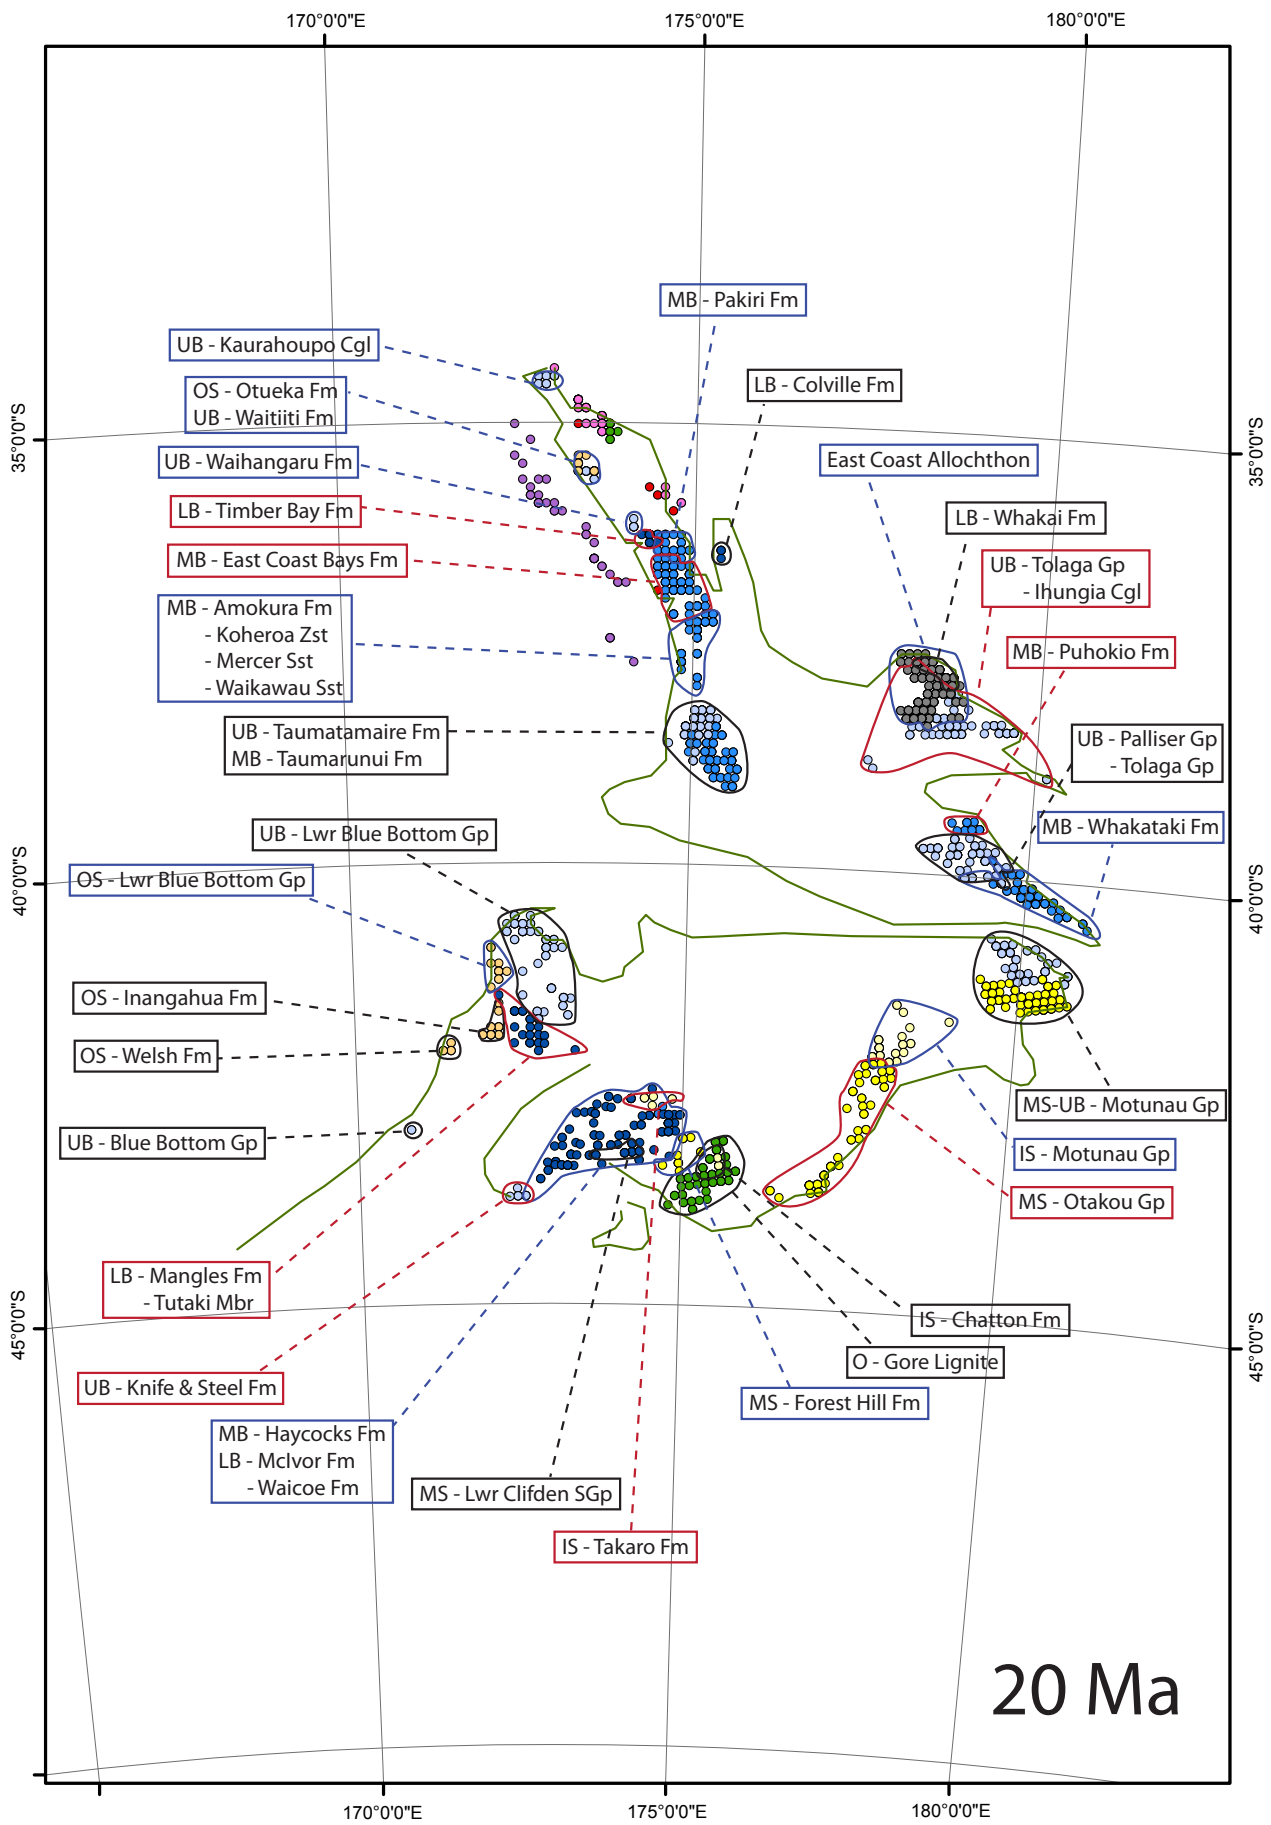 170°0'0"E
175°0'0"E
180°0'0"E
MB - Pakiri Fm
UB - Kaurahoupo Cgl
OS - Otueka Fm
UB - Waitiiti Fm
LB - Colville Fm
35°0'0"S
35°0'0"S
UB - Waihangaru Fm
East Coast Allochthon
LB - Timber Bay Fm
LB - Whakai Fm
MB - East Coast Bays Fm
UB - Tolaga Gp
- Ihungia Cgl
MB - Amokura Fm
- Koheroa Zst
- Mercer Sst
- Waikawau Sst
MB - Puhokio Fm
UB - Taumatamaire Fm
MB - Taumarunui Fm
UB - Palliser Gp
- Tolaga Gp
UB - Lwr Blue Bottom Gp
MB - Whakataki Fm
OS - Lwr Blue Bottom Gp
40°0'0"S
40°0'0"S
OS - Inangahua Fm
OS - Welsh Fm
MS-UB - Motunau Gp
UB - Blue Bottom Gp
IS - Motunau Gp
MS - Otakou Gp
LB - Mangles Fm
- Tutaki Mbr
IS - Chatton Fm
45°0'0"S
45°0'0"S
O - Gore Lignite
UB - Knife & Steel Fm
MS - Forest Hill Fm
MB - Haycocks Fm
LB - McIvor Fm
- Waicoe Fm
MS - Lwr Clifden SGp
IS - Takaro Fm
20 Ma
170°0'0"E
175°0'0"E
180°0'0"E